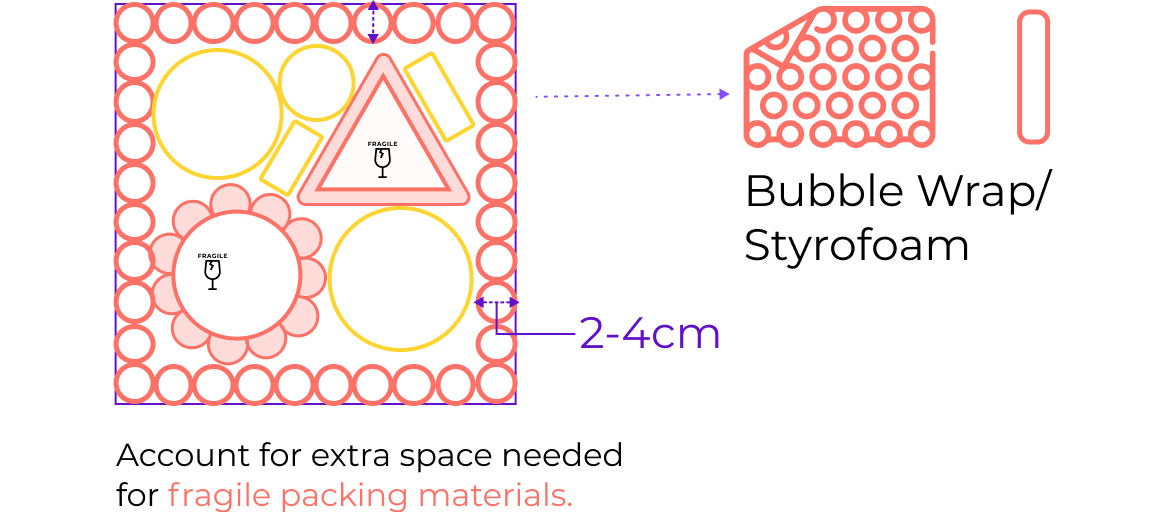 FRAGILE
FRAGILE
Bubble Wrap/
Styrofoam
2-4cm
Account for extra space needed
for fragile packing materials.